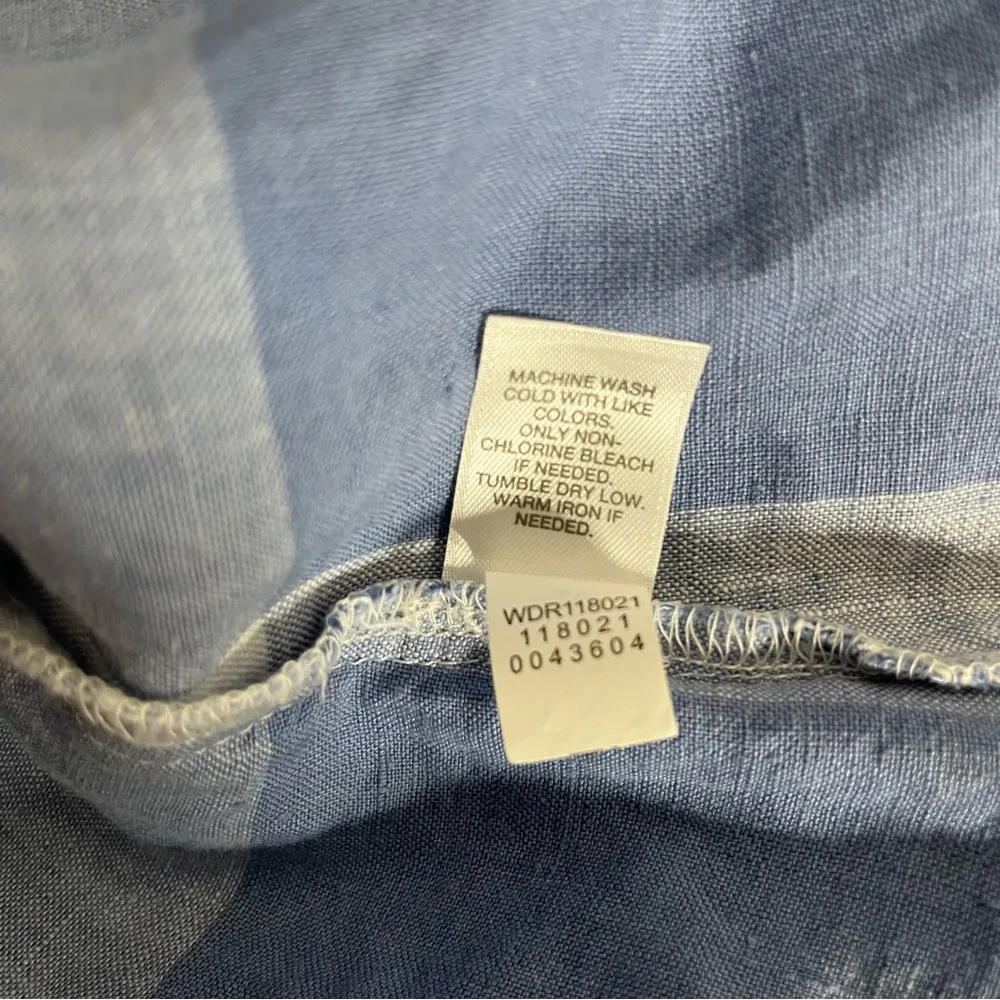 MACHINE WASH
COLD WITH LIKE
COLORS.
ONLY NON-
CHLORINE BLEACH
IF NEEDED.
TUMBLE DRY LOW.
WARM IRON IF
NEEDED.
WDR118021
118021
0043604